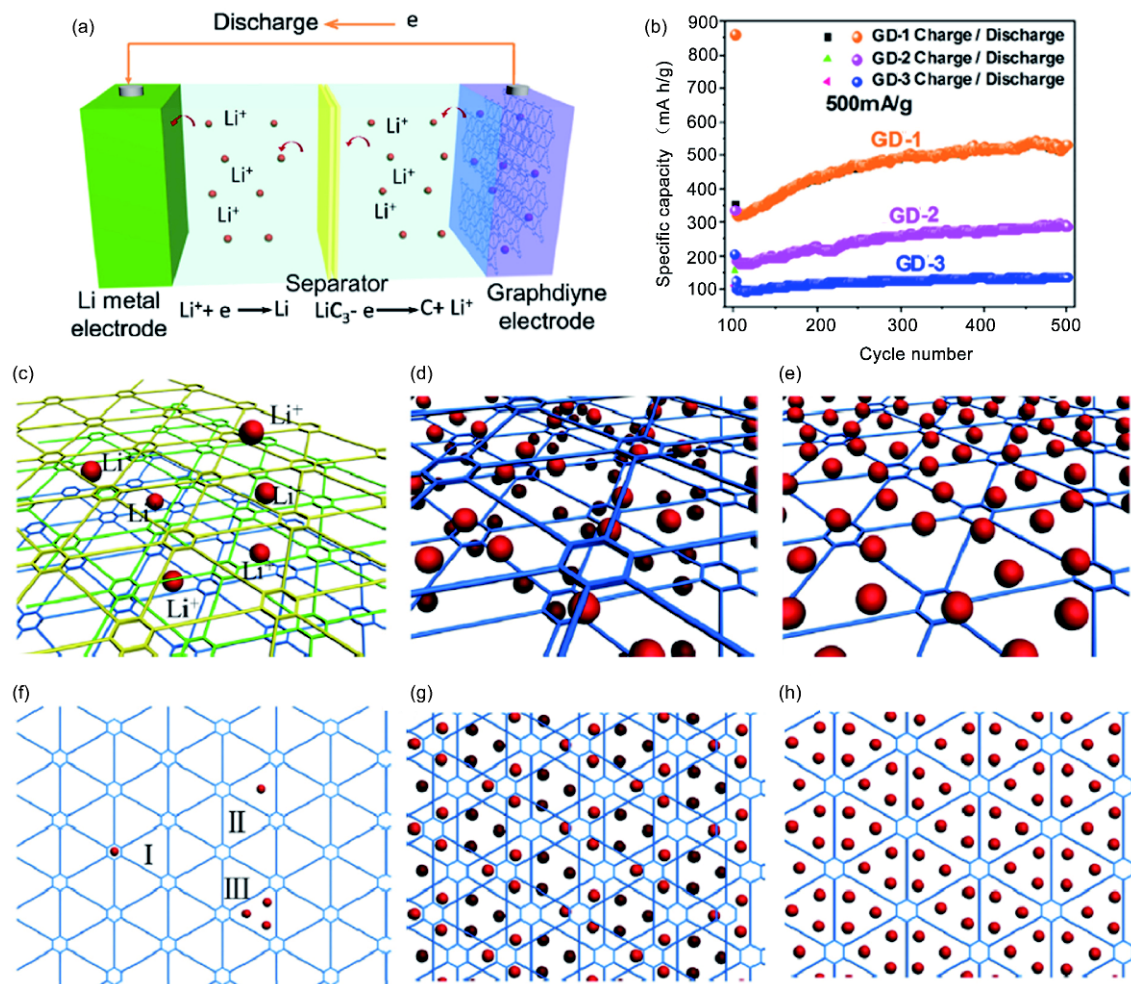 (a)
Discharge
e
Li⁺
Li⁺
Li⁺
Li⁺
Li⁺
Li⁺
Li metal
electrode
Separator
Graphdiyne
electrode
Li⁺+ e → Li
LiC₃- e → C+ Li⁺
(b)
Specific capacity (mA h/g)
900
800
700
600
500
400
300
200
100
GD-1 Charge / Discharge
GD-2 Charge / Discharge
GD-3 Charge / Discharge
500mA/g
GD-1
GD-2
GD-3
100
200
300
400
500
Cycle number
(c)
Li⁺
Li⁺
Li⁺
Li
Li⁺
Li⁺
(d)
(e)
(f)
II
I
III
(g)
(h)